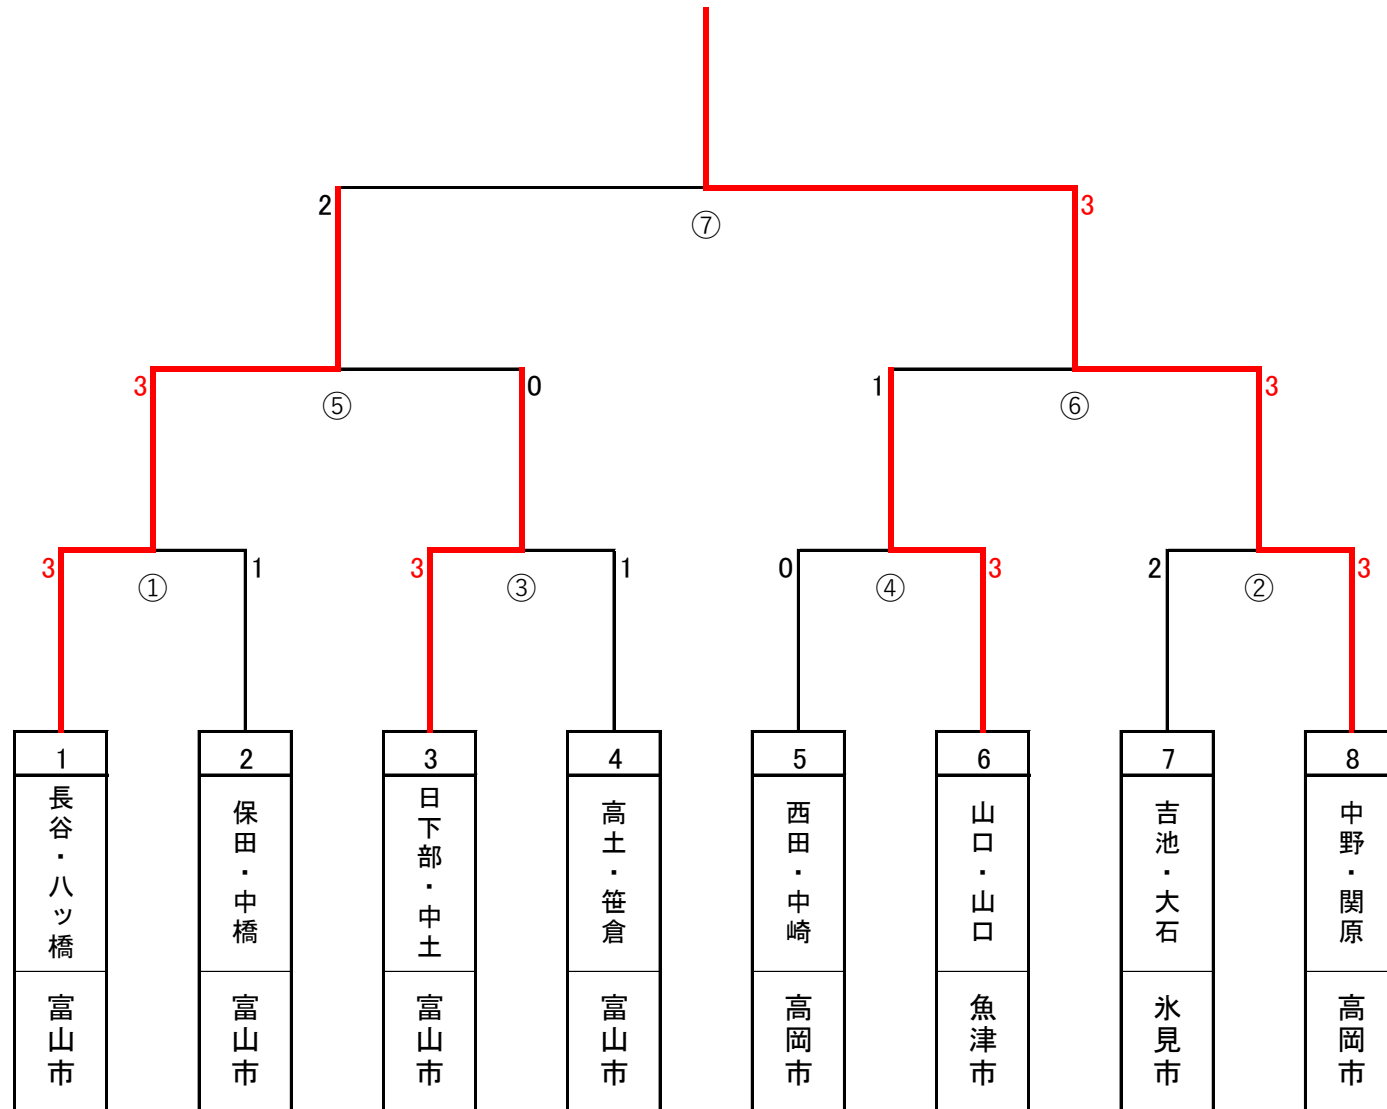 2
3
⑦
3
0
1
3
⑤
⑥
3
1
3
1
0
3
2
3
①
③
④
②
1
2
3
4
5
6
7
8
長谷・八ッ橋
保田・中橋
日下部・中土
高土・笹倉
西田・中崎
山口・山口
吉池・大石
中野・関原
富山市
富山市
富山市
富山市
高岡市
魚津市
氷見市
高岡市